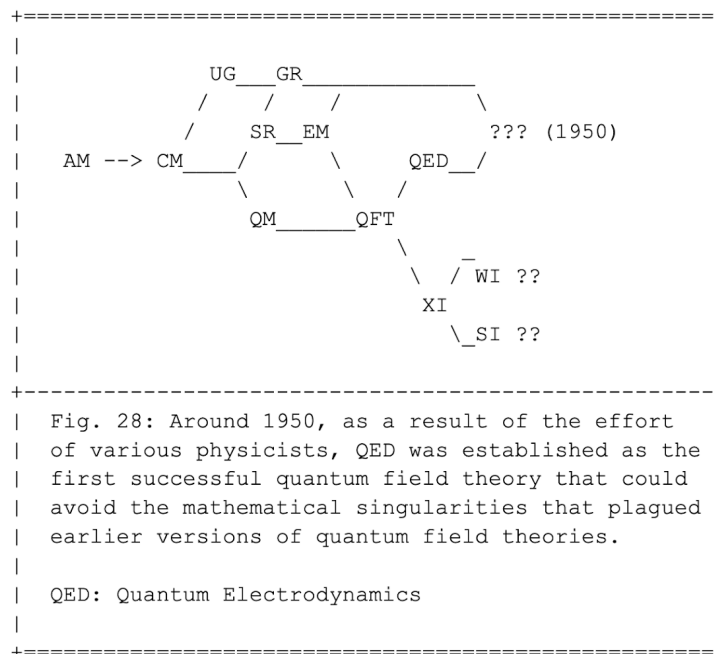 +====================================================
|
|               UG___GR_____________
|              /    /    /          \
|             /    SR__EM            ??? (1950)
|   AM --> CM____/       \     QED__/
|                \        \   /
|                 QM______QFT
|                            \    _
|                             \  / WI ??
|                              XI
|                                \_SI ??
|
+----------------------------------------------------
|  Fig. 28: Around 1950, as a result of the effort
|  of various physicists, QED was established as the
|  first successful quantum field theory that could
|  avoid the mathematical singularities that plagued
|  earlier versions of quantum field theories.
|
|  QED: Quantum Electrodynamics
|
+====================================================